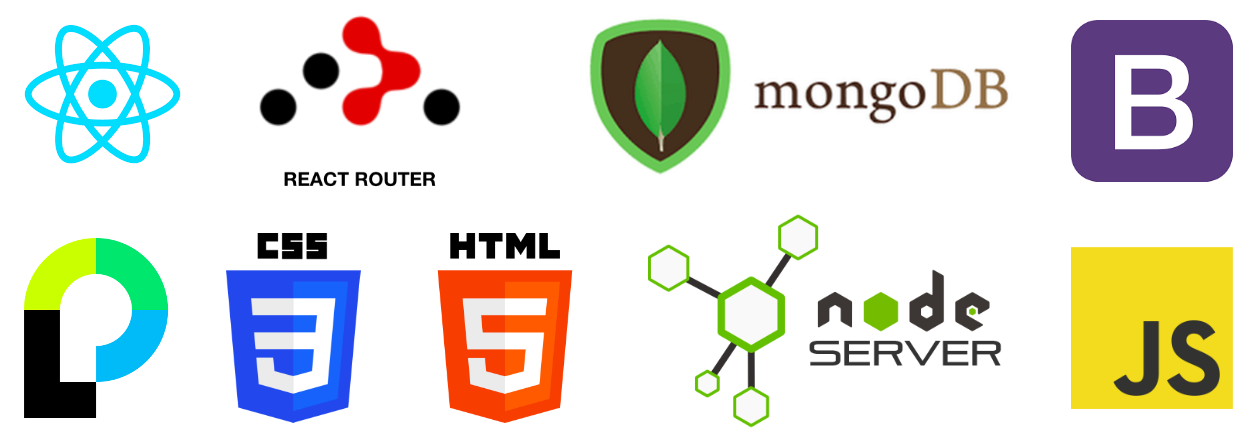 REACT ROUTER
mongoDB
B
CSS
3
HTML
5
node
SERVER
JS